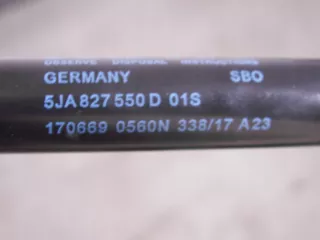 OBSERVE DISPOSAL INSTRUCTIONS
GERMANY SBO
5JA 827 550 D 01S
170669 0560N 338/17 A23